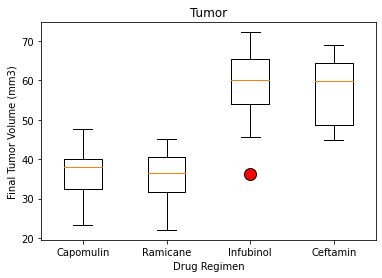 Tumor
70
60
50
40
30
20
Final Tumor Volume (mm3)
Capomulin Ramicane Infubinol Ceftamin
Drug Regimen